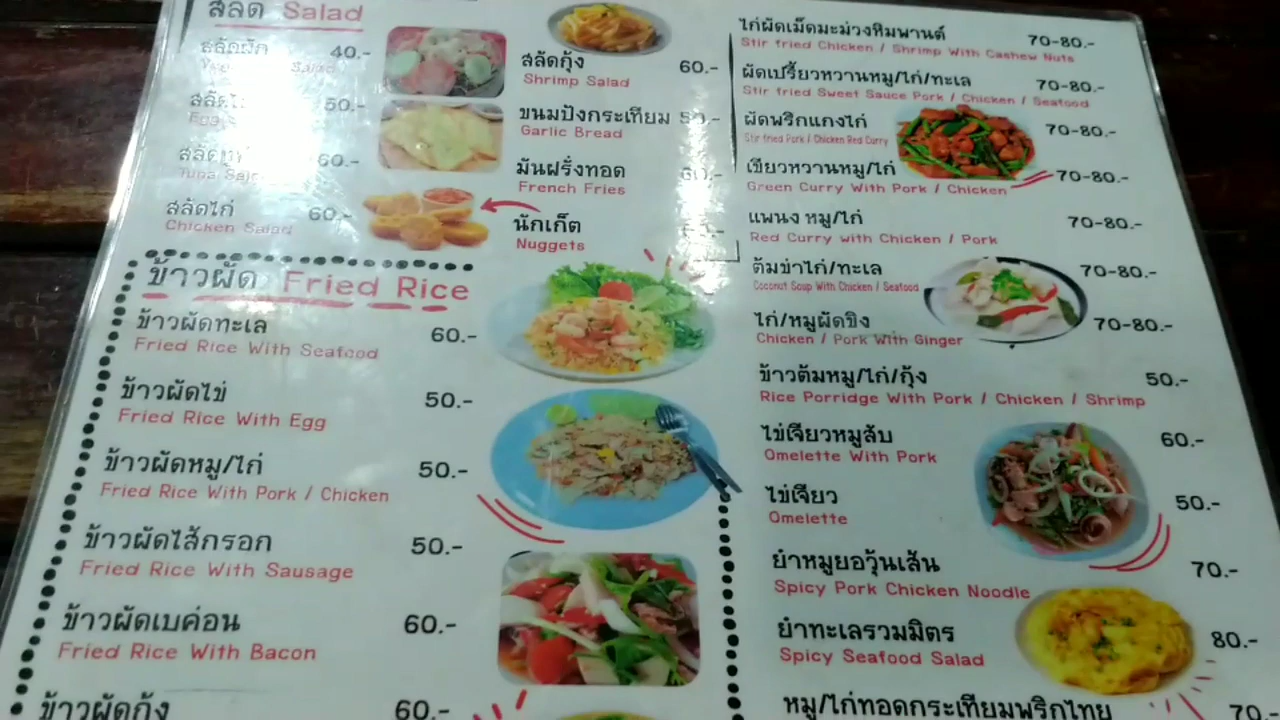 สลัด Salad
สลัดผัก 40.-
สลัดไข่ 50.-
Egg
สลัดทูน่า 60.-
Tuna Salad
สลัดไก่ 60.-
Chicken Salad
สลัดกุ้ง 60.-
Shrimp Salad
ขนมปังกระเทียม 50.-
Garlic Bread
มันฝรั่งทอด 60.-
French Fries
นักเก็ต
Nuggets
ข้าวผัด Fried Rice
ข้าวผัดทะเล 60.-
Fried Rice With Seafood
ข้าวผัดไข่ 50.-
Fried Rice With Egg
ข้าวผัดหมู/ไก่ 50.-
Fried Rice With Pork / Chicken
ข้าวผัดไส้กรอก 50.-
Fried Rice With Sausage
ข้าวผัดเบค่อน 60.-
Fried Rice With Bacon
ข้าวผัดกุ้ง 60.-
ไก่ผัดเม็ดมะม่วงหิมพานต์ 70-80.-
Stir fried Chicken / Shrimp With Cashew Nuts
ผัดเปรี้ยวหวานหมู/ไก่/ทะเล 70-80.-
Stir fried Sweet Sauce Pork / Chicken / Seafood
ผัดพริกแกงไก่ 70-80.-
Stir fried Pork / Chicken Red Curry
เขียวหวานหมู/ไก่ 70-80.-
Green Curry With Pork / Chicken
แพนง หมู/ไก่ 70-80.-
Red Curry with Chicken / Pork
ต้มข่าไก่/ทะเล 70-80.-
Coconut Soup With Chicken / Seafood
ไก่/หมูผัดขิง 70-80.-
Chicken / Pork With Ginger
ข้าวต้มหมู/ไก่/กุ้ง 50.-
Rice Porridge With Pork / Chicken / Shrimp
ไข่เจียวหมูสับ 60.-
Omelette With Pork
ไข่เจียว 50.-
Omelette
ยำหมูยอวุ้นเส้น 70.-
Spicy Pork Chicken Noodle
ยำทะเลรวมมิตร 80.-
Spicy Seafood Salad
หมู/ไก่ทอดกระเทียมพริกไทย 70.-